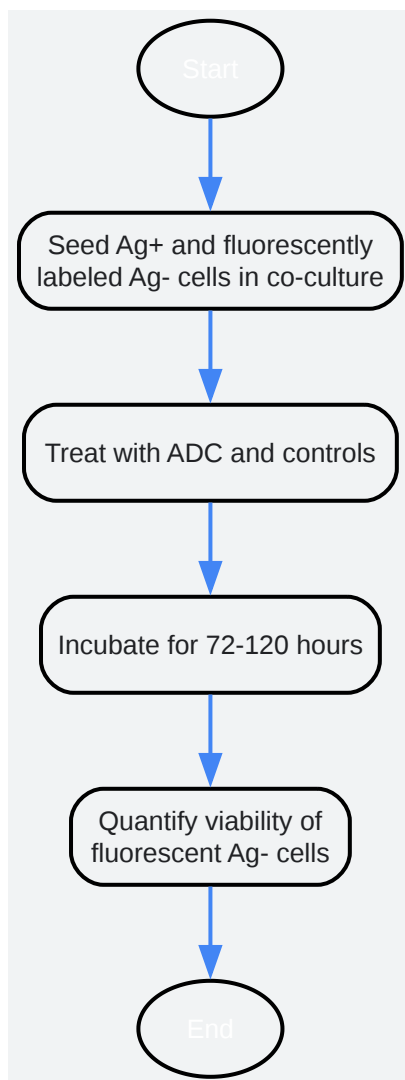 Start
Seed Ag+ and fluorescently
labeled Ag- cells in co-culture
Treat with ADC and controls
Incubate for 72-120 hours
Quantify viability of
fluorescent Ag- cells
End